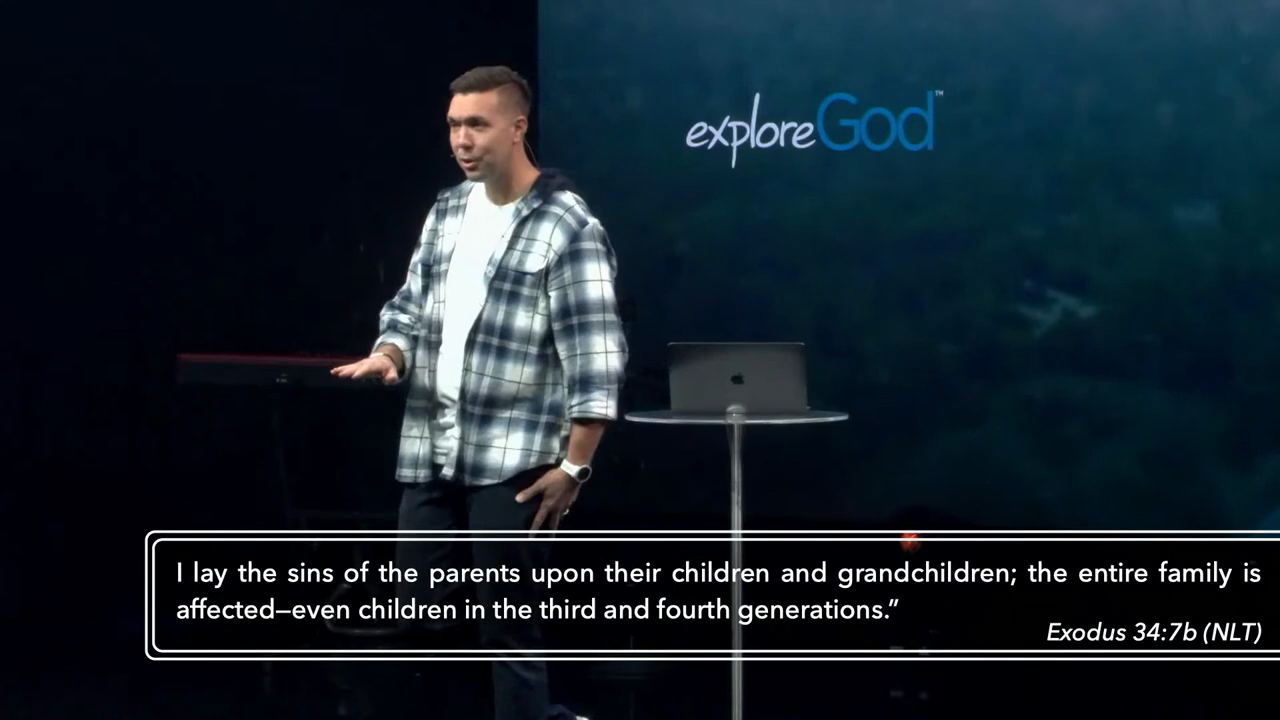 exploreGod™
I lay the sins of the parents upon their children and grandchildren; the entire family is
affected—even children in the third and fourth generations.”
Exodus 34:7b (NLT)